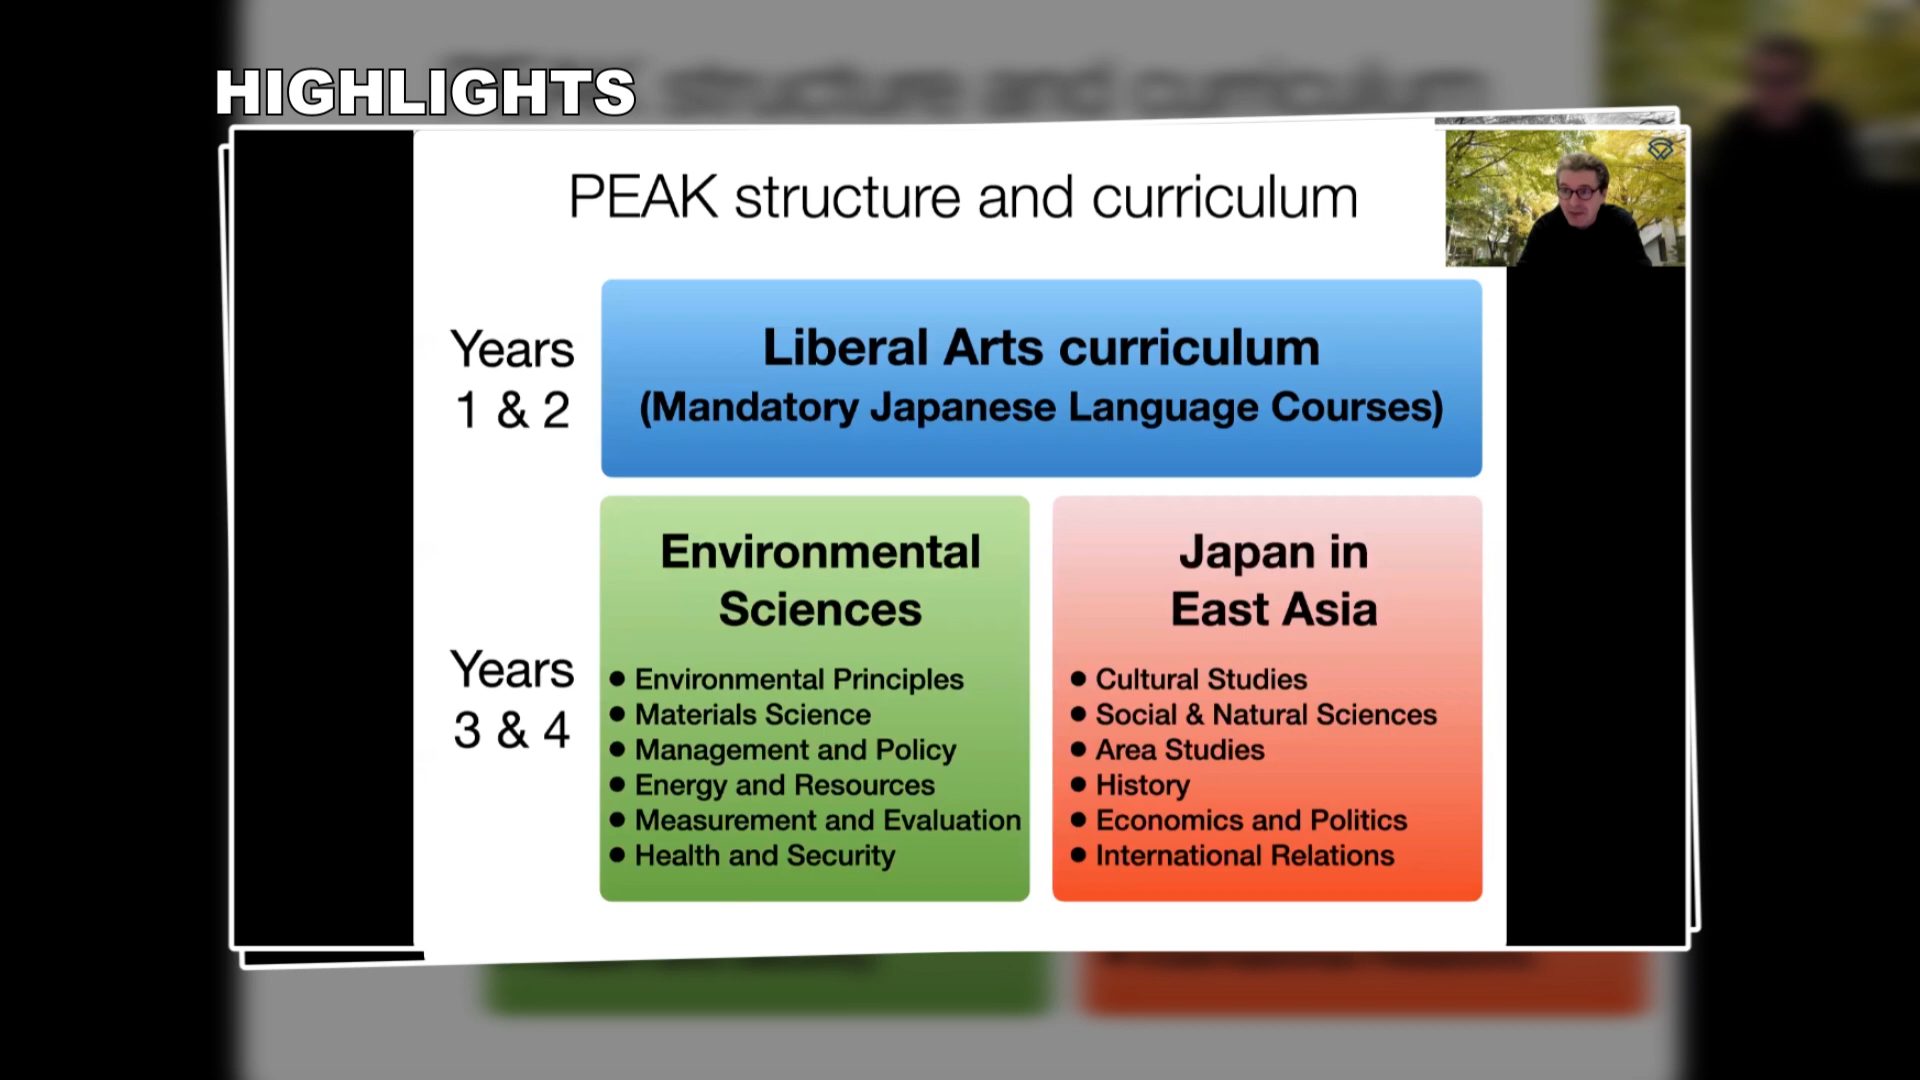 HIGHLIGHTS
PEAK structure and curriculum
Years
1 & 2
Liberal Arts curriculum
(Mandatory Japanese Language Courses)
Years
3 & 4
Environmental
Sciences
● Environmental Principles
● Materials Science
● Management and Policy
● Energy and Resources
● Measurement and Evaluation
● Health and Security
Japan in
East Asia
● Cultural Studies
● Social & Natural Sciences
● Area Studies
● History
● Economics and Politics
● International Relations